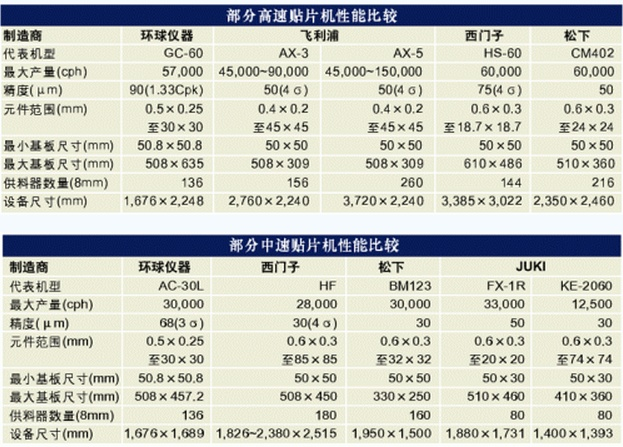 部分高速贴片机性能比较
制造商 环球仪器 飞利浦 西门子 松下
代表机型 GC-60 AX-3 AX-5 HS-60 CM402
最大产量(cph) 57,000 45,000~90,000 45,000~150,000 60,000 60,000
精度(μm) 90(1.33Cpk) 50(4σ) 50(4σ) 75(4σ) 50
元件范围(mm) 0.5×0.25 0.4×0.2 0.4×0.2 0.6×0.3 0.6×0.3
至30×30 至45×45 至45×45 至18.7×18.7 至24×24
最小基板尺寸(mm) 50.8×50.8 50×50 50×50 50×50 50×50
最大基板尺寸(mm) 508×635 508×309 508×309 610×486 510×360
供料器数量(8mm) 136 156 260 144 216
设备尺寸(mm) 1,676×2,248 2,760×2,240 3,720×2,240 3,385×3,022 2,350×2,460
部分中速贴片机性能比较
制造商 环球仪器 西门子 松下 JUKI
代表机型 AC-30L HF BM123 FX-1R KE-2060
最大产量(cph) 30,000 28,000 30,000 33,000 12,500
精度(μm) 68(3σ) 30(4σ) 30 50 30
元件范围(mm) 0.5×0.25 0.6×0.3 0.6×0.3 0.6×0.3 0.6×0.3
至30×30 至85×85 至32×32 至20×20 至74×74
最小基板尺寸(mm) 50.8×50.8 50×50 50×50 50×30 50×30
最大基板尺寸(mm) 508×457.2 508×450 330×250 510×460 410×360
供料器数量(8mm) 136 180 160 80 80
设备尺寸(mm) 1,676×1,689 1,826~2,380×2,515 1,950×1,500 1,880×1,731 1,400×1,393